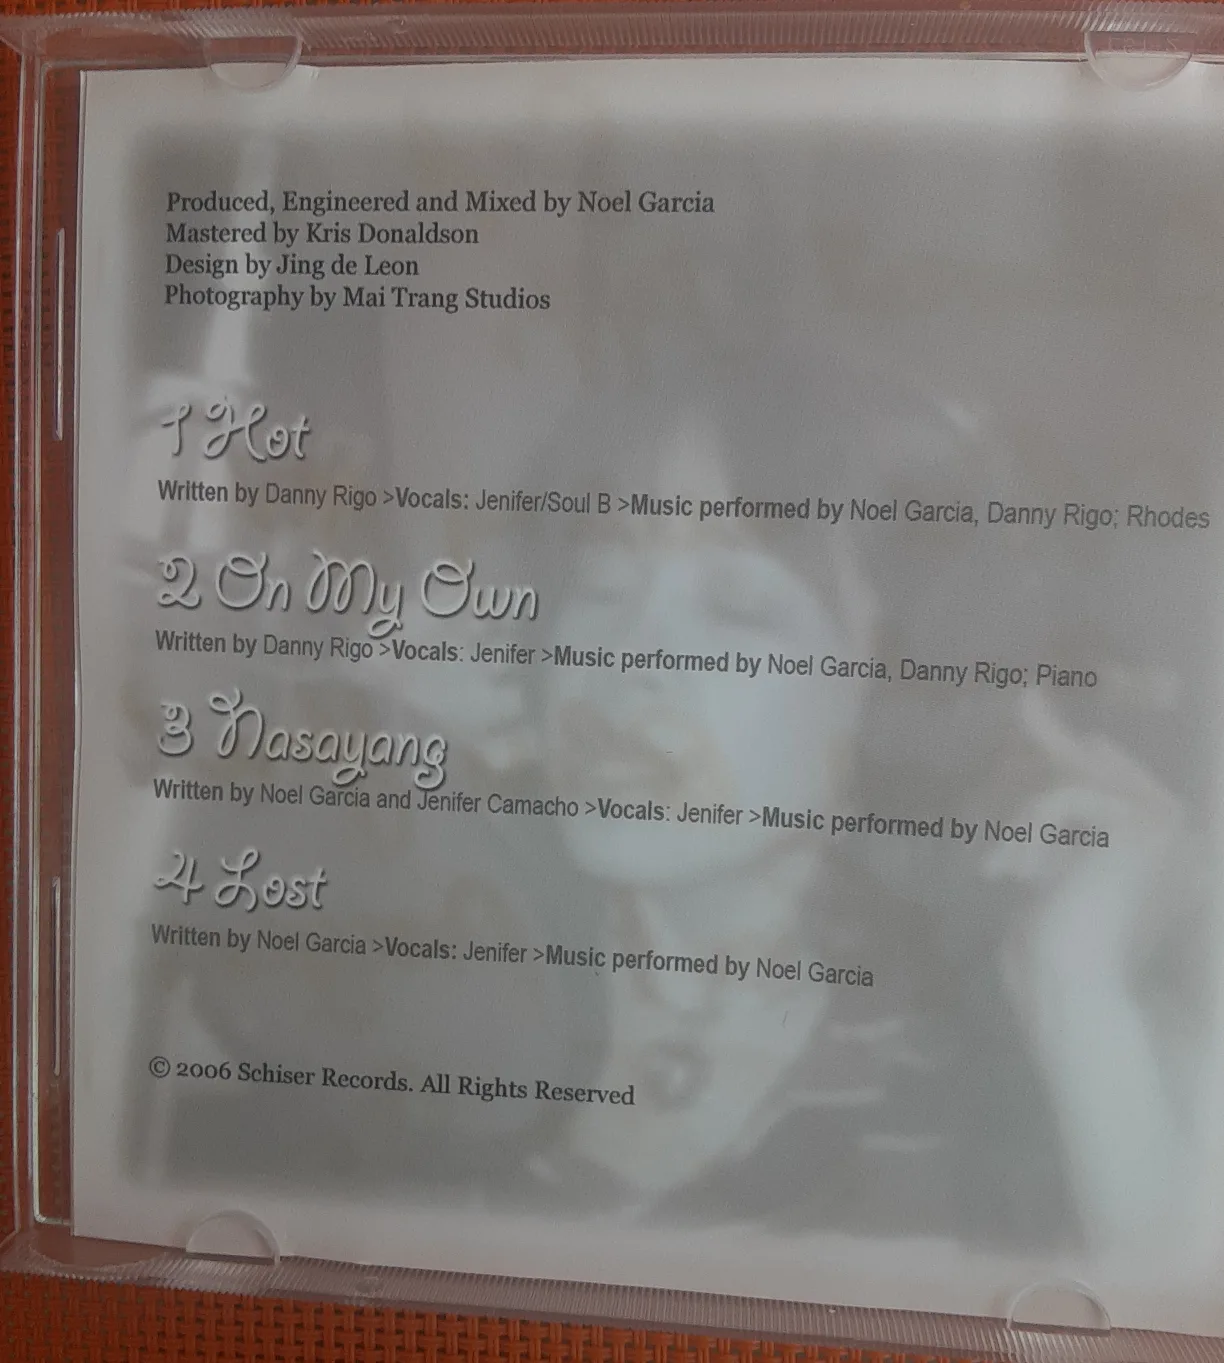 Produced, Engineered and Mixed by Noel Garcia
Mastered by Kris Donaldson
Design by Jing de Leon
Photography by Mai Trang Studios
1 Hot
Written by Danny Rigo >Vocals: Jenifer/Soul B >Music performed by Noel Garcia, Danny Rigo; Rhodes
2 On My Own
Written by Danny Rigo >Vocals: Jenifer >Music performed by Noel Garcia, Danny Rigo; Piano
3 Nasayang
Written by Noel Garcia and Jenifer Camacho >Vocals: Jenifer >Music performed by Noel Garcia
4 Lost
Written by Noel Garcia >Vocals: Jenifer >Music performed by Noel Garcia
© 2006 Schiser Records. All Rights Reserved